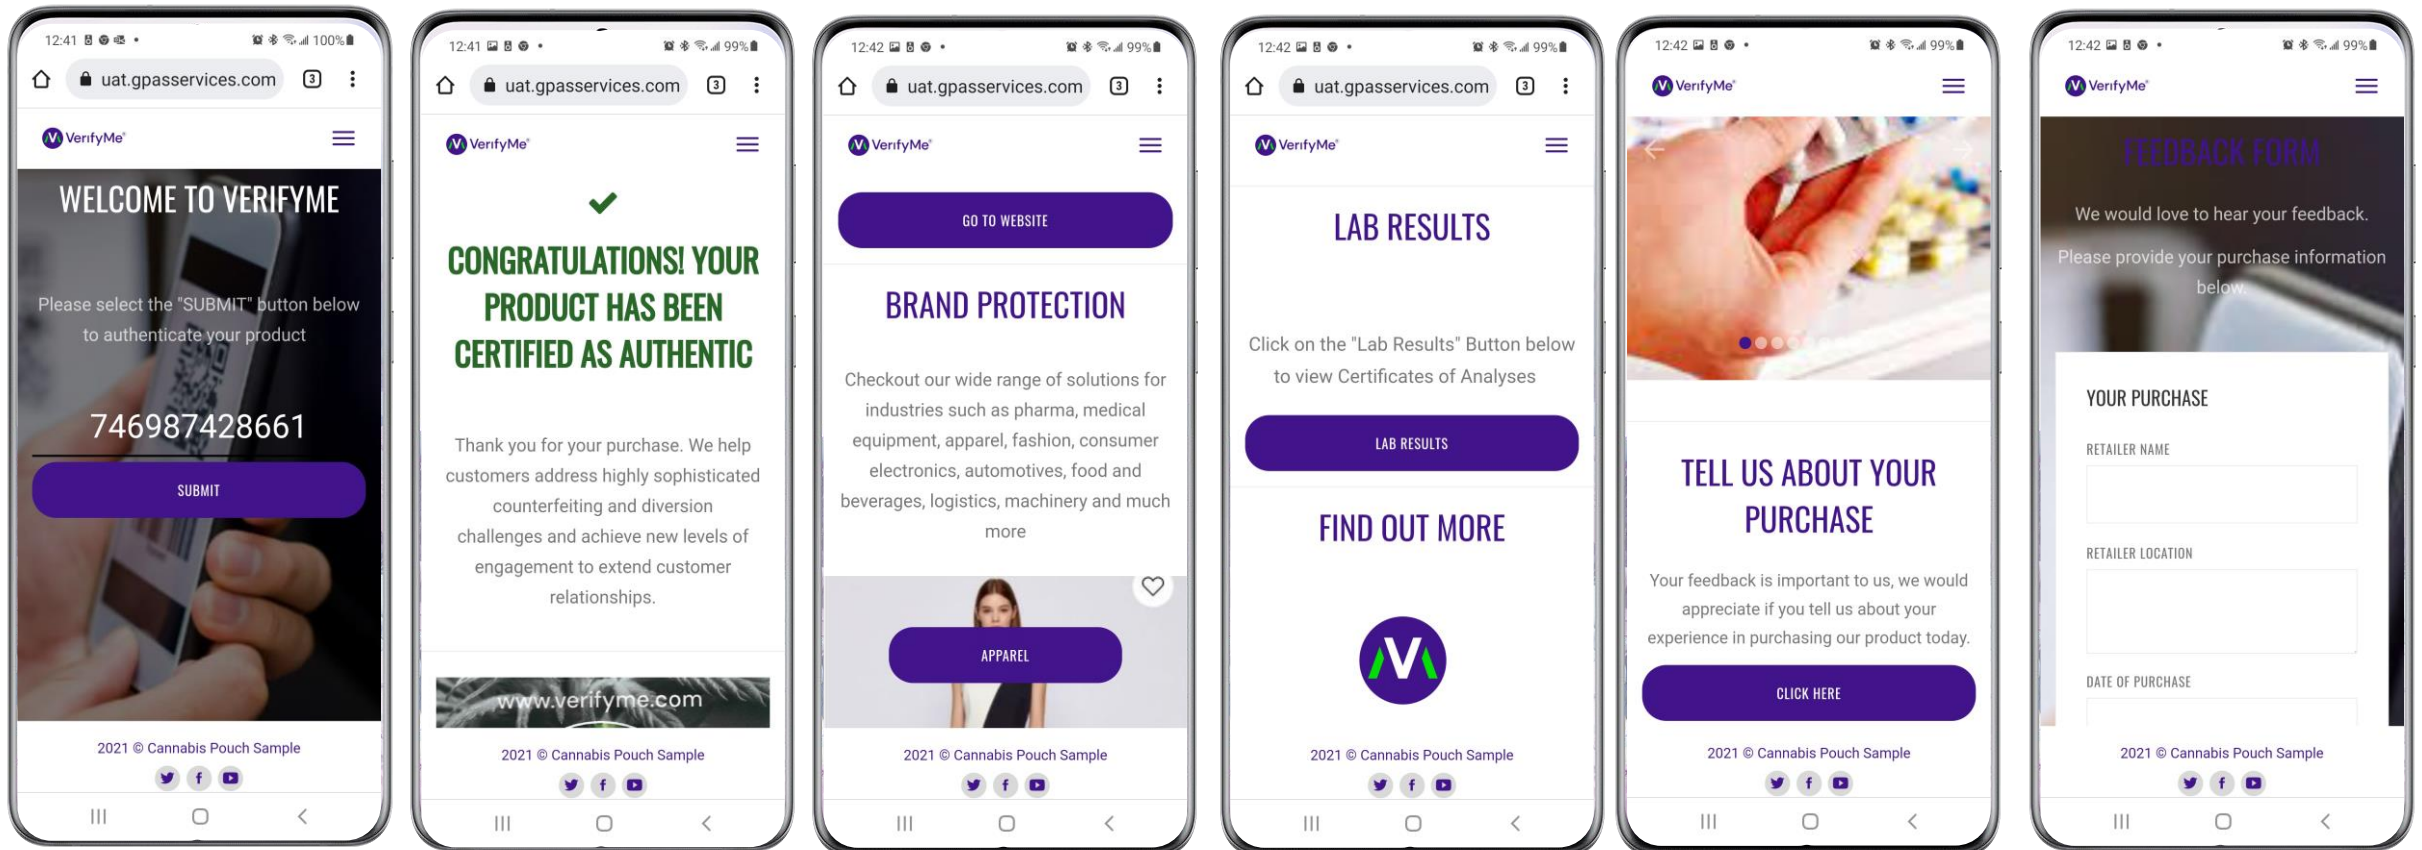 12:41
100%
uat.gpasservices.com
3
VerifyMe®
WELCOME TO VERIFYME
Please select the "SUBMIT" button below
to authenticate your product
746987428661
SUBMIT
2021 © Cannabis Pouch Sample
12:41
99%
uat.gpasservices.com
3
VerifyMe®
CONGRATULATIONS! YOUR
PRODUCT HAS BEEN
CERTIFIED AS AUTHENTIC
Thank you for your purchase. We help
customers address highly sophisticated
counterfeiting and diversion
challenges and achieve new levels of
engagement to extend customer
relationships.
www.verifyme.com
2021 © Cannabis Pouch Sample
12:42
99%
uat.gpasservices.com
3
VerifyMe®
GO TO WEBSITE
BRAND PROTECTION
Checkout our wide range of solutions for
industries such as pharma, medical
equipment, apparel, fashion, consumer
electronics, automotives, food and
beverages, logistics, machinery and much
more
APPAREL
2021 © Cannabis Pouch Sample
12:42
99%
uat.gpasservices.com
3
VerifyMe®
LAB RESULTS
Click on the "Lab Results" Button below
to view Certificates of Analyses
LAB RESULTS
FIND OUT MORE
2021 © Cannabis Pouch Sample
12:42
99%
VerifyMe®
TELL US ABOUT YOUR
PURCHASE
Your feedback is important to us, we would
appreciate if you tell us about your
experience in purchasing our product today.
CLICK HERE
2021 © Cannabis Pouch Sample
12:42
99%
VerifyMe®
FEEDBACK FORM
We would love to hear your feedback.
Please provide your purchase information
below.
YOUR PURCHASE
RETAILER NAME
RETAILER LOCATION
DATE OF PURCHASE
2021 © Cannabis Pouch Sample